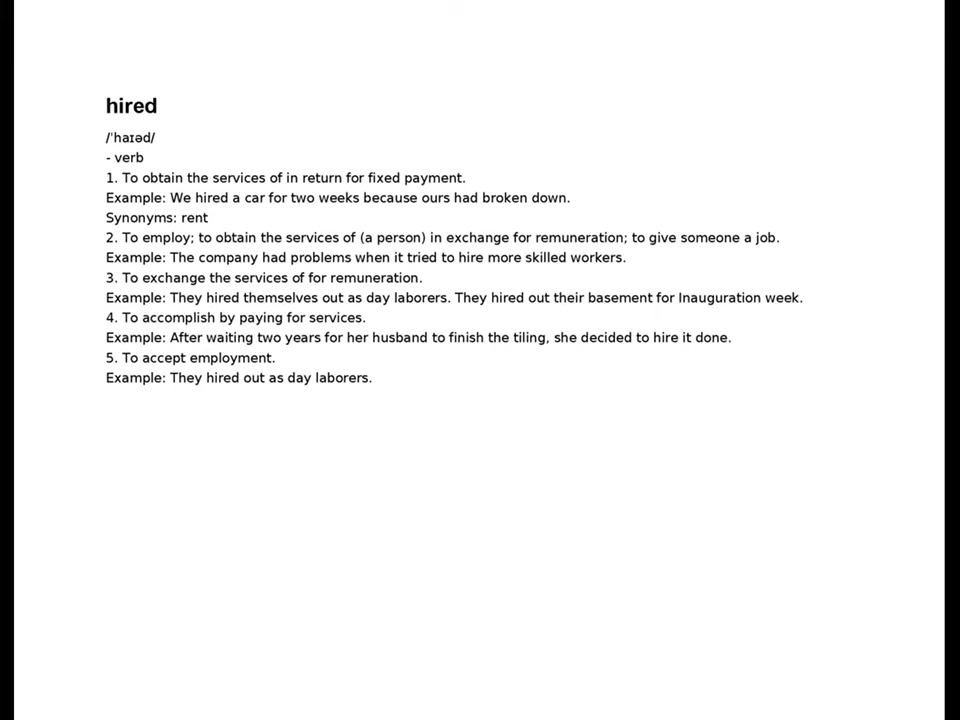 hired
/ˈhaɪəd/
- verb
1. To obtain the services of in return for fixed payment.
Example: We hired a car for two weeks because ours had broken down.
Synonyms: rent
2. To employ; to obtain the services of (a person) in exchange for remuneration; to give someone a job.
Example: The company had problems when it tried to hire more skilled workers.
3. To exchange the services of for remuneration.
Example: They hired themselves out as day laborers. They hired out their basement for Inauguration week.
4. To accomplish by paying for services.
Example: After waiting two years for her husband to finish the tiling, she decided to hire it done.
5. To accept employment.
Example: They hired out as day laborers.